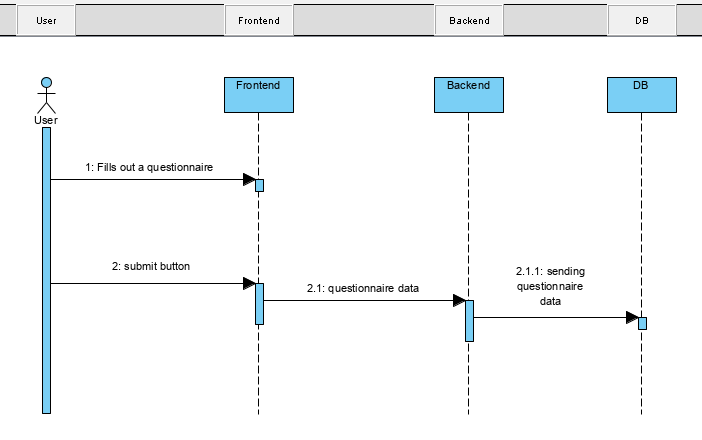 User
Frontend
Backend
DB
Frontend
Backend
DB
User
1: Fills out a questionnaire
2: submit button
2.1: questionnaire data
2.1.1: sending
questionnaire
data